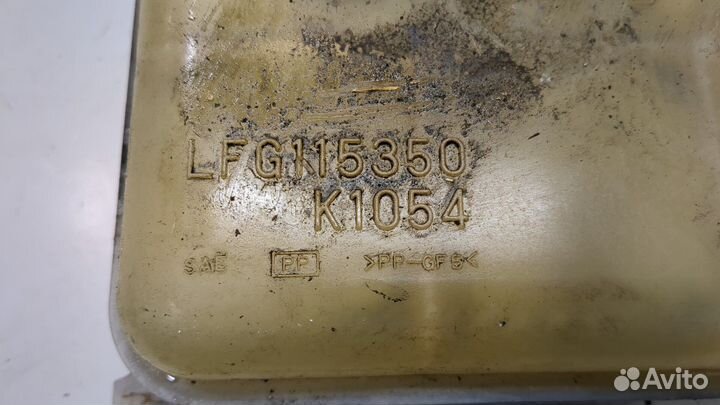 LFG115350
K1054
SAE PP >PP-GF5<
Avito